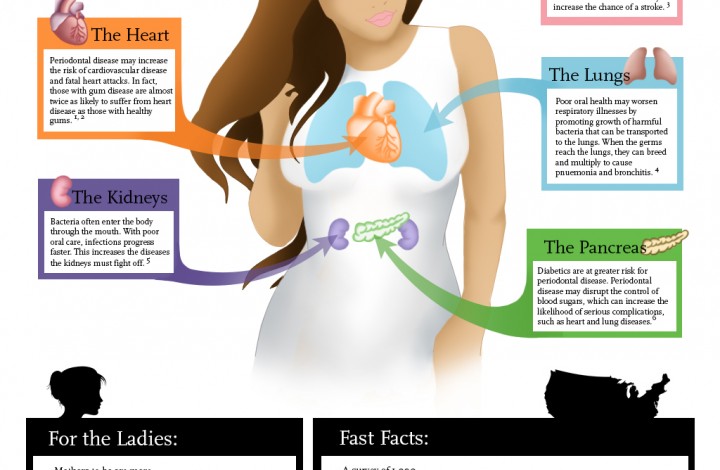 increase the chance of a stroke. 3
The Heart
Periodontal disease may increase
the risk of cardiovascular disease
and fatal heart attacks. In fact,
those with gum disease are almost
twice as likely to suffer from heart
disease as those with healthy
gums. 1, 2
The Lungs
Poor oral health may worsen
respiratory illnesses by
promoting growth of harmful
bacteria that can be transported
to the lungs. When the germs
reach the lungs, they can breed
and multiply to cause
pnuemonia and bronchitis. 4
The Kidneys
Bacteria often enter the body
through the mouth. With poor
oral care, infections progress
faster. This increases the diseases
the kidneys must fight off. 5
The Pancreas
Diabetics are at greater risk for
periodontal disease. Periodontal
disease may disrupt the control of
blood sugars, which can increase the
likelihood of serious complications,
such as heart and lung diseases.6
For the Ladies:
Fast Facts: